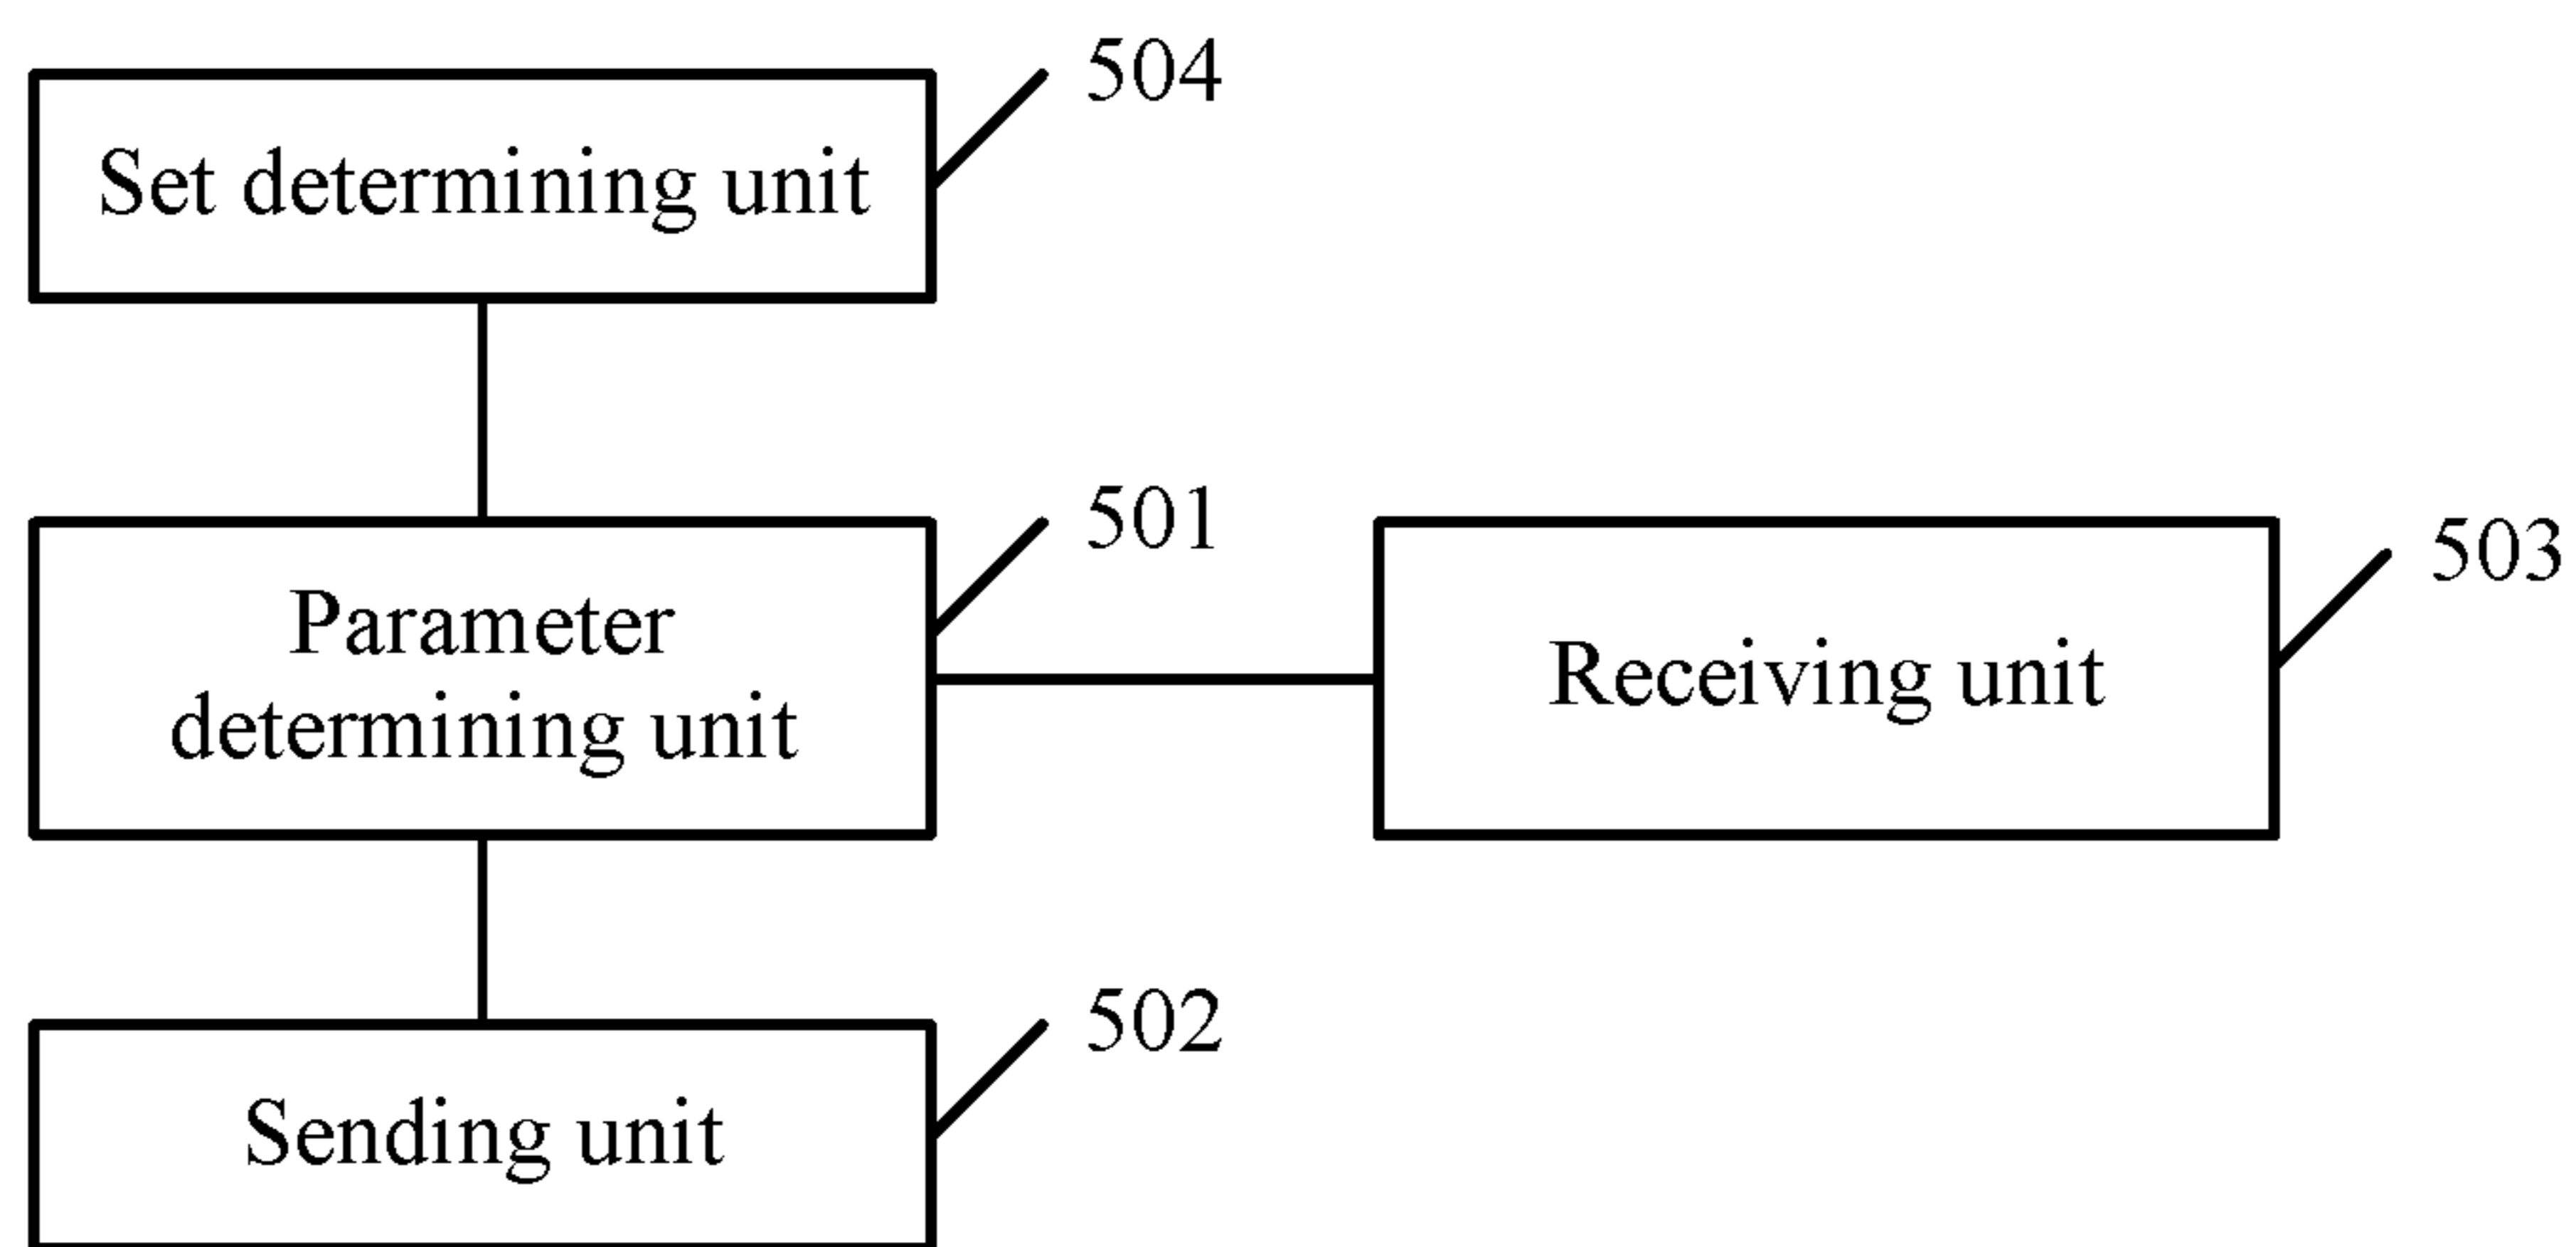 504
Set determining unit
501
503
Parameter
determining unit
Receiving unit
502
Sending unit